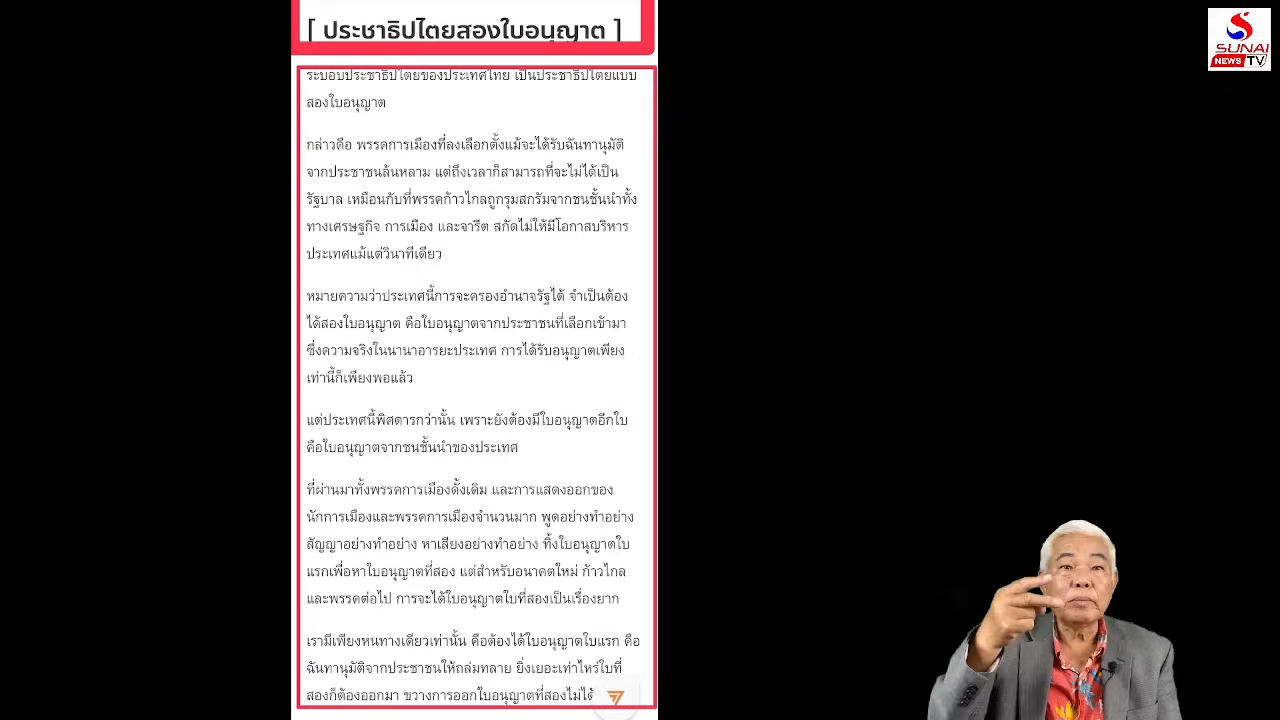 [ ประชาธิปไตยสองใบอนุญาต ]
SUNAI
NEWS TV
ระบอบประชาธิปไตยของประเทศไทย เป็นประชาธิปไตยแบบ
สองใบอนุญาต
กล่าวคือ พรรคการเมืองที่ลงเลือกตั้งแม้จะได้รับฉันทานุมัติ
จากประชาชนล้นหลาม แต่ถึงเวลาก็สามารถที่จะไม่ได้เป็น
รัฐบาล เหมือนกับที่พรรคก้าวไกลถูกรุมสกรัมจากชนชั้นนำทั้ง
ทางเศรษฐกิจ การเมือง และจารีต สกัดไม่ให้มีโอกาสบริหาร
ประเทศแม้แต่วินาทีเดียว
หมายความว่าประเทศนี้การจะครองอำนาจรัฐได้ จำเป็นต้อง
ได้สองใบอนุญาต คือใบอนุญาตจากประชาชนที่เลือกเข้ามา
ซึ่งความจริงในนานาอารยะประเทศ การได้รับอนุญาตเพียง
เท่านี้ก็เพียงพอแล้ว
แต่ประเทศนี้พิศดารกว่านั้น เพราะยังต้องมีใบอนุญาตอีกใบ
คือใบอนุญาตจากชนชั้นนำของประเทศ
ที่ผ่านมาทั้งพรรคการเมืองดั้งเดิม และการแสดงออกของ
นักการเมืองและพรรคการเมืองจำนวนมาก พูดอย่างทำอย่าง
สัญญาอย่างทำอย่าง หาเสียงอย่างทำอย่าง ทิ้งใบอนุญาตใบ
แรกเพื่อหาใบอนุญาตที่สอง แต่สำหรับอนาคตใหม่ ก้าวไกล
และพรรคต่อไป การจะได้ใบอนุญาตใบที่สองเป็นเรื่องยาก
เรามีเพียงหนทางเดียวเท่านั้น คือต้องได้ใบอนุญาตใบแรก คือ
ฉันทานุมัติจากประชาชนให้ถล่มทลาย ยิ่งเยอะเท่าไหร่ใบที่
สองก็ต้องออกมา ขวางการออกใบอนุญาตที่สองไม่ได้